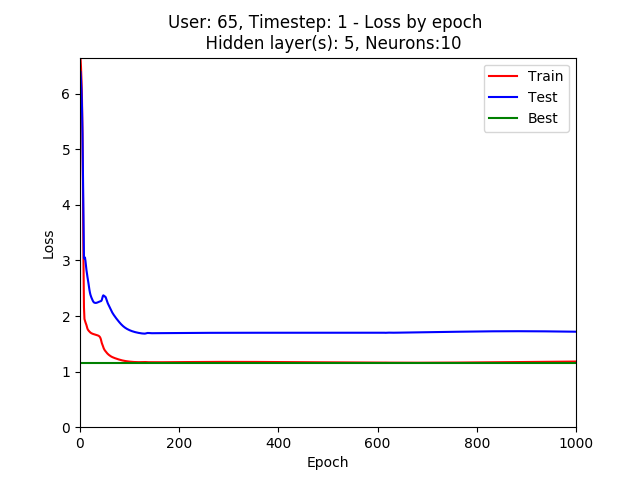 User: 65, Timestep: 1 - Loss by epoch
Hidden layer(s): 5, Neurons:10
Train
Test
Best
Loss
6
5
4
3
2
1
0
0 200 400 600 800 1000
Epoch